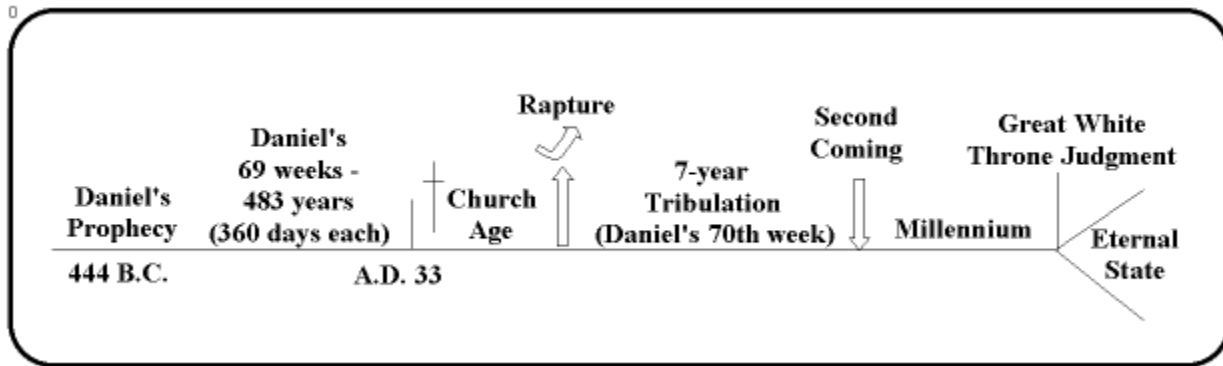 Daniel's
Prophecy
444 B.C.
Daniel's
69 weeks -
483 years
(360 days each)
A.D. 33
Church
Age
Rapture
7-year
Tribulation
(Daniel's 70th week)
Second
Coming
Millennium
Great White
Throne Judgment
Eternal
State